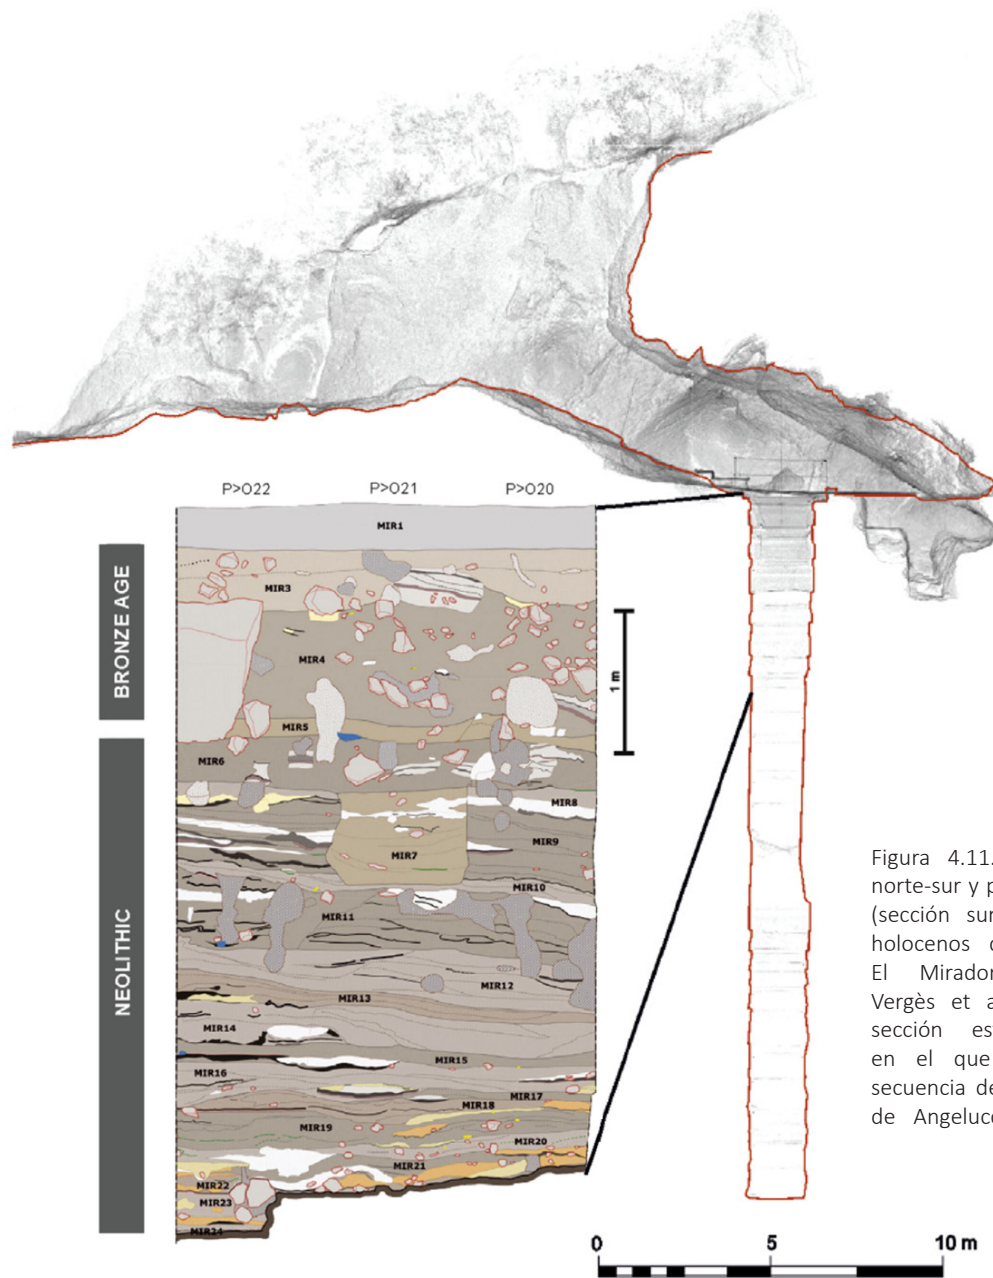 P>O22
P>O21
P>O20
MIR1
BRONZE AGE
MIR3
MIR4
1 m
MIR5
MIR6
NEOLITHIC
MIR8
MIR9
MIR7
MIR10
MIR11
MIR12
MIR13
MIR14
MIR15
MIR16
MIR17
MIR18
MIR19
MIR20
MIR21
MIR22
MIR23
MIR24
Figura 4.11.
norte-sur y p
(sección sur
holocenos d
El Mirador
Vergès et a
sección est
en el que
secuencia de
de Angeluc
0 5 10 m